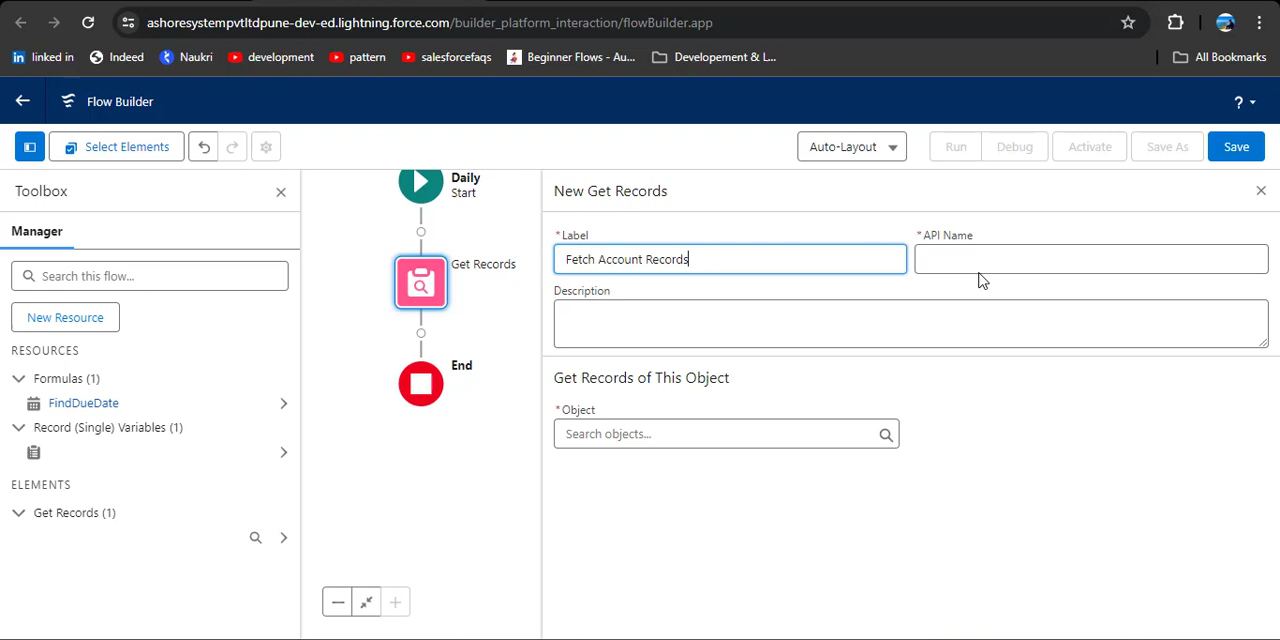 ashoresystempvtltdpune-dev-ed.lightning.force.com/builder_platform_interaction/flowBuilder.app
linked in
Indeed
Naukri
development
pattern
salesforcefaqs
Beginner Flows - Au...
Developement & L...
All Bookmarks
Flow Builder
?
Select Elements
Auto-Layout
Run
Debug
Activate
Save As
Save
Toolbox
Manager
Search this flow...
New Resource
RESOURCES
Formulas (1)
FindDueDate
Record (Single) Variables (1)
ELEMENTS
Get Records (1)
Daily
Start
Get Records
End
New Get Records
*Label
Fetch Account Records
*API Name
Description
Get Records of This Object
*Object
Search objects...